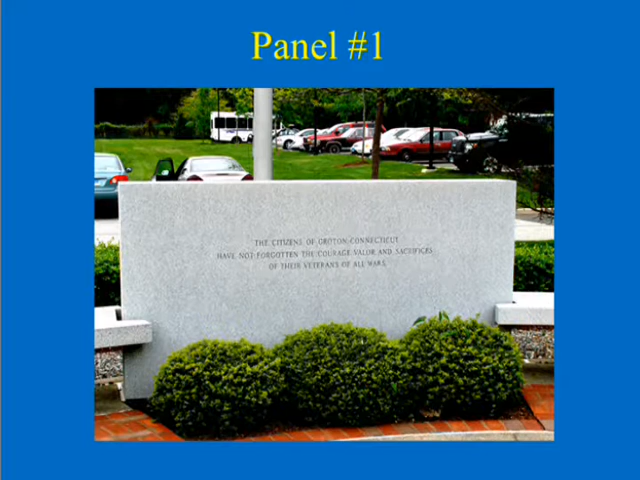 Panel #1
THE CITIZENS OF GROTON CONNECTICUT
HAVE NOT FORGOTTEN THE COURAGE VALOR AND SACRIFICES
OF THEIR VETERANS OF ALL WARS.